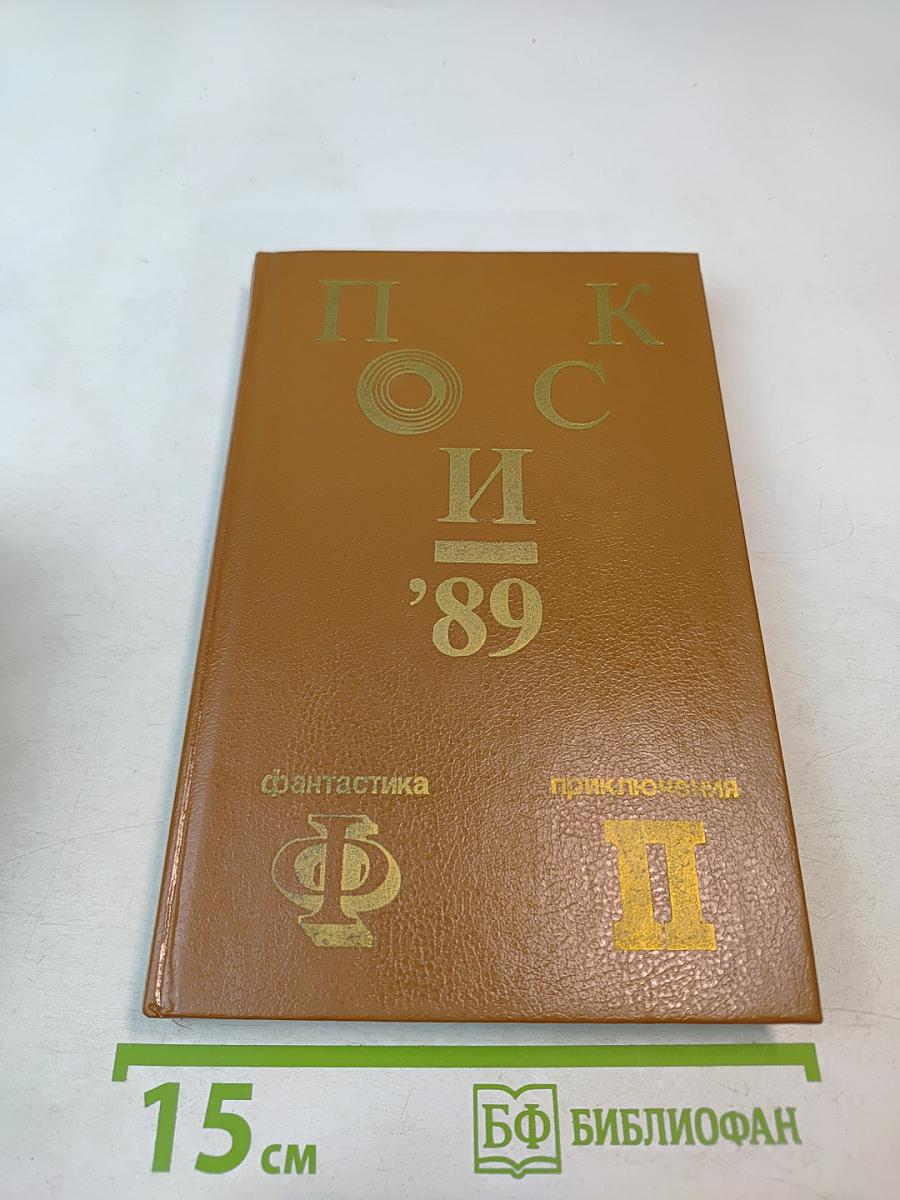 П К
О С
И
'89
фантастика приключения
Ф П
15 см
БФ БИБЛИОФАН